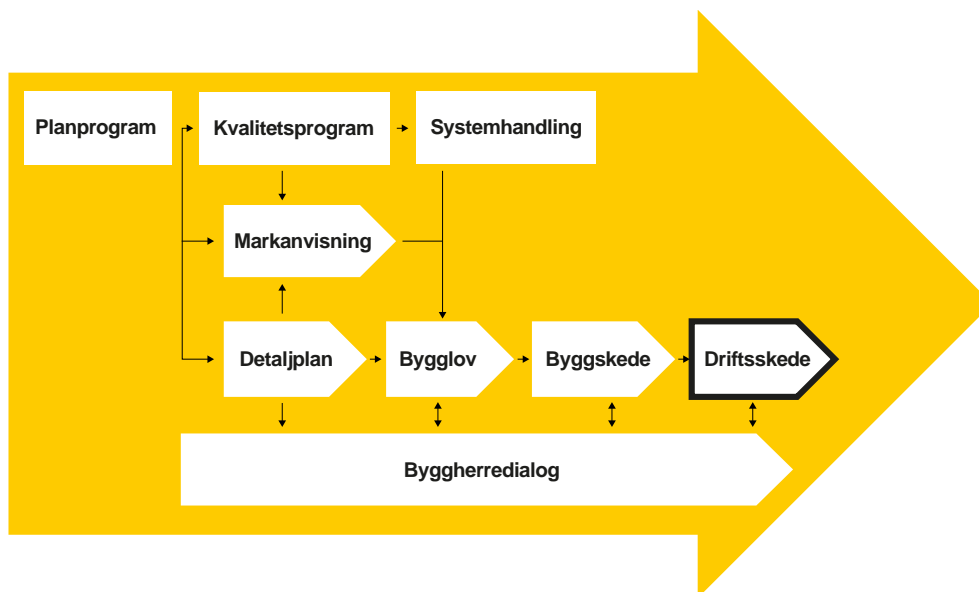 Planprogram
Kvalitetsprogram
Systemhandling
Markanvisning
Detaljplan
Bygglov
Byggskede
Driftsskede
Byggherredialog